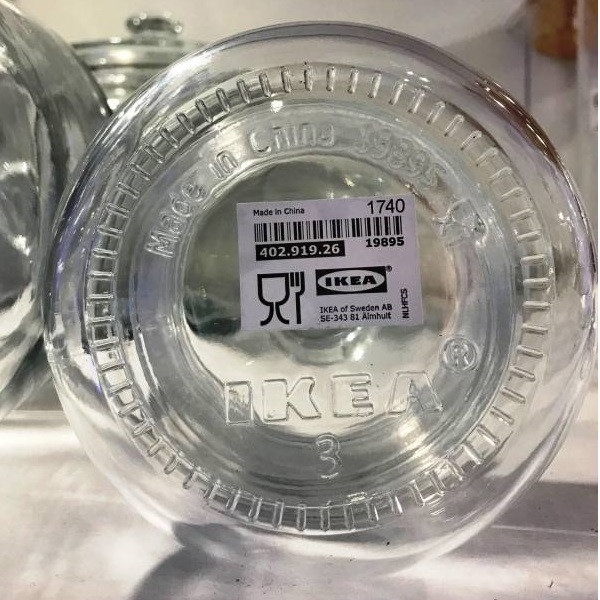 Made in China 19895
Made in China 1740
402.919.26 19895
IKEA®
IKEA of Sweden AB
SE-343 81 Älmhult
NLHFCS
IKEA®
3